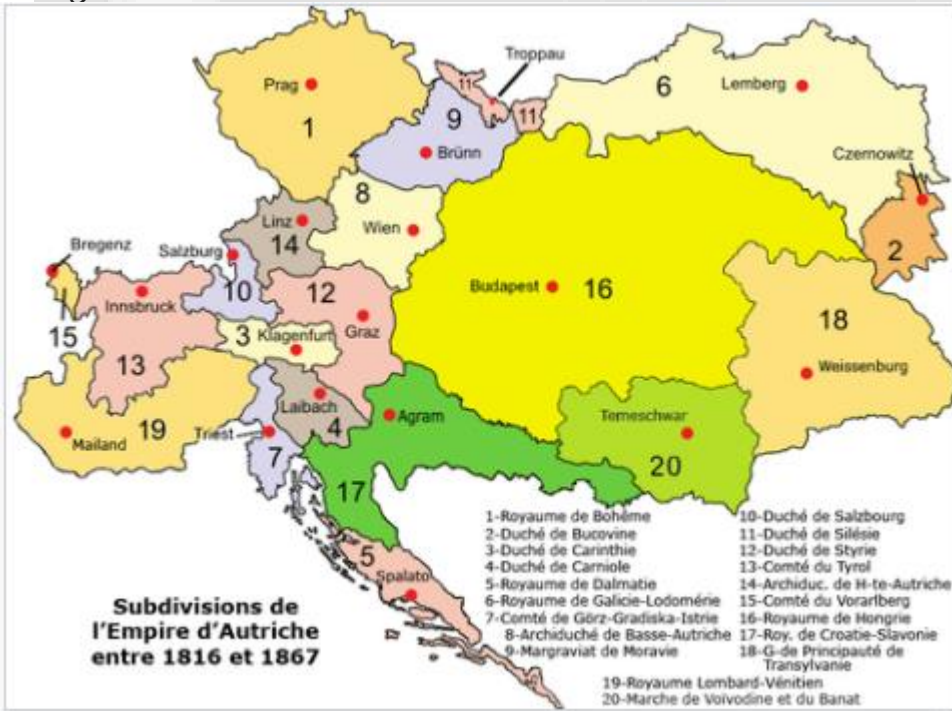 Troppau
11
6
Lemberg
Prag
9
11
1
Brünn
Czernowitz
8
Linz
Wien
Bregenz
Salzburg
14
2
10
12
Budapest
16
Innsbruck
18
15
3
Klagenfurt
Graz
13
Weissenburg
Laibach
Agram
Temeschwar
19
Triest
4
Mailand
7
20
17
5
Spalato
Subdivisions de
l'Empire d'Autriche
entre 1816 et 1867
1-Royaume de Bohême
2-Duché de Bucovine
3-Duché de Carinthie
4-Duché de Carniole
5-Royaume de Dalmatie
6-Royaume de Galicie-Lodomérie
7-Comté de Görz-Gradiska-Istrie
8-Archiduché de Basse-Autriche
9-Margraviat de Moravie
10-Duché de Salzbourg
11-Duché de Silésie
12-Duché de Styrie
13-Comté du Tyrol
14-Archiduc. de H-te-Autriche
15-Comté du Vorarlberg
16-Royaume de Hongrie
17-Roy. de Croatie-Slavonie
18-G-de Principauté de
Transylvanie
19-Royaume Lombard-Vénitien
20-Marche de Voïvodine et du Banat